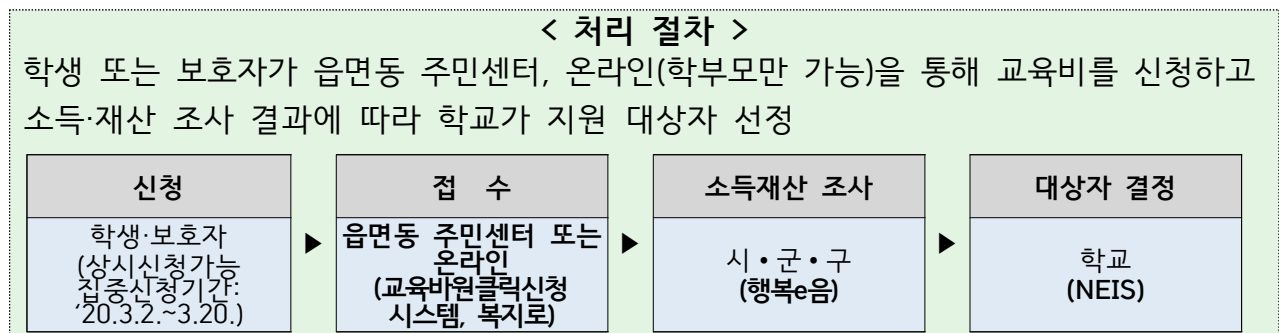 < 처리 절차 >
학생 또는 보호자가 읍면동 주민센터, 온라인(학부모만 가능)을 통해 교육비를 신청하고
소득·재산 조사 결과에 따라 학교가 지원 대상자 선정
신청
학생·보호자
(상시신청가능
집중신청기간:
‘20.3.2.~3.20.)
▶
접 수
읍면동 주민센터 또는
온라인
(교육비원클릭신청
시스템, 복지로)
▶
소득재산 조사
시•군•구
(행복e음)
▶
대상자 결정
학교
(NEIS)